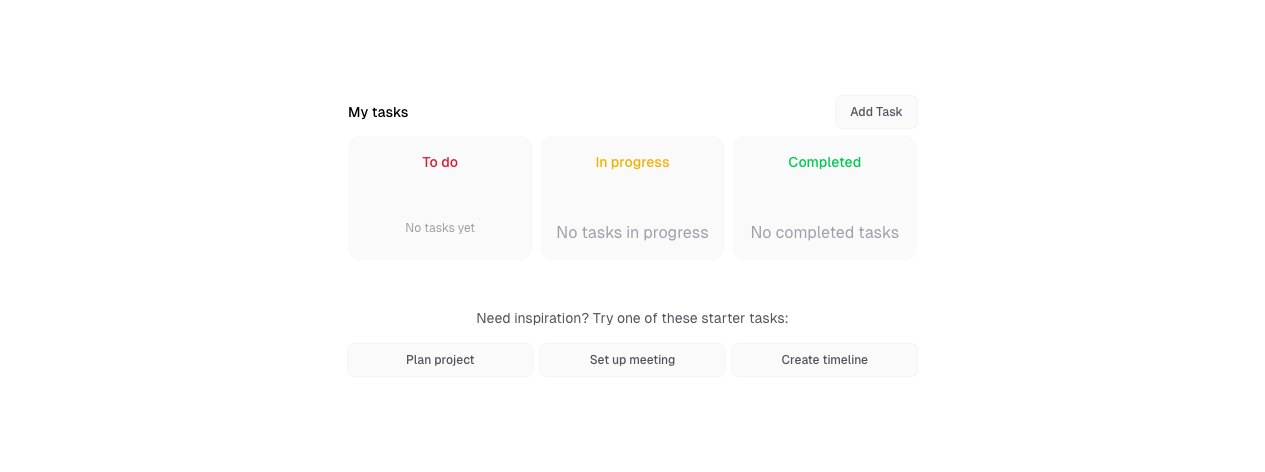 My tasks
Add Task
To do
In progress
Completed
No tasks yet
No tasks in progress
No completed tasks
Need inspiration? Try one of these starter tasks:
Plan project
Set up meeting
Create timeline